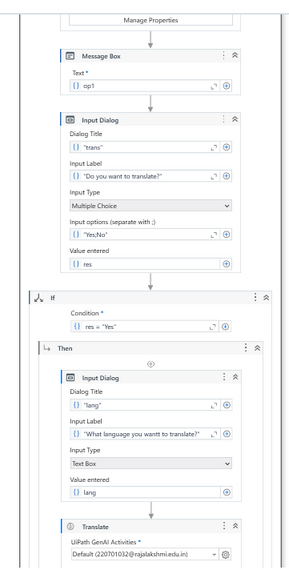 Manage Properties
Message Box
Text *
op1
Input Dialog
Dialog Title
"trans"
Input Label
"Do you want to translate?"
Input Type
Multiple Choice
Input options (separate with ;)
"Yes;No"
Value entered
res
If
Condition *
res = "Yes"
Then
Input Dialog
Dialog Title
"lang"
Input Label
"What language you wantt to translate?"
Input Type
Text Box
Value entered
lang
Translate
UiPath GenAI Activities *
Default (220701032@rajalakshmi.edu.in)